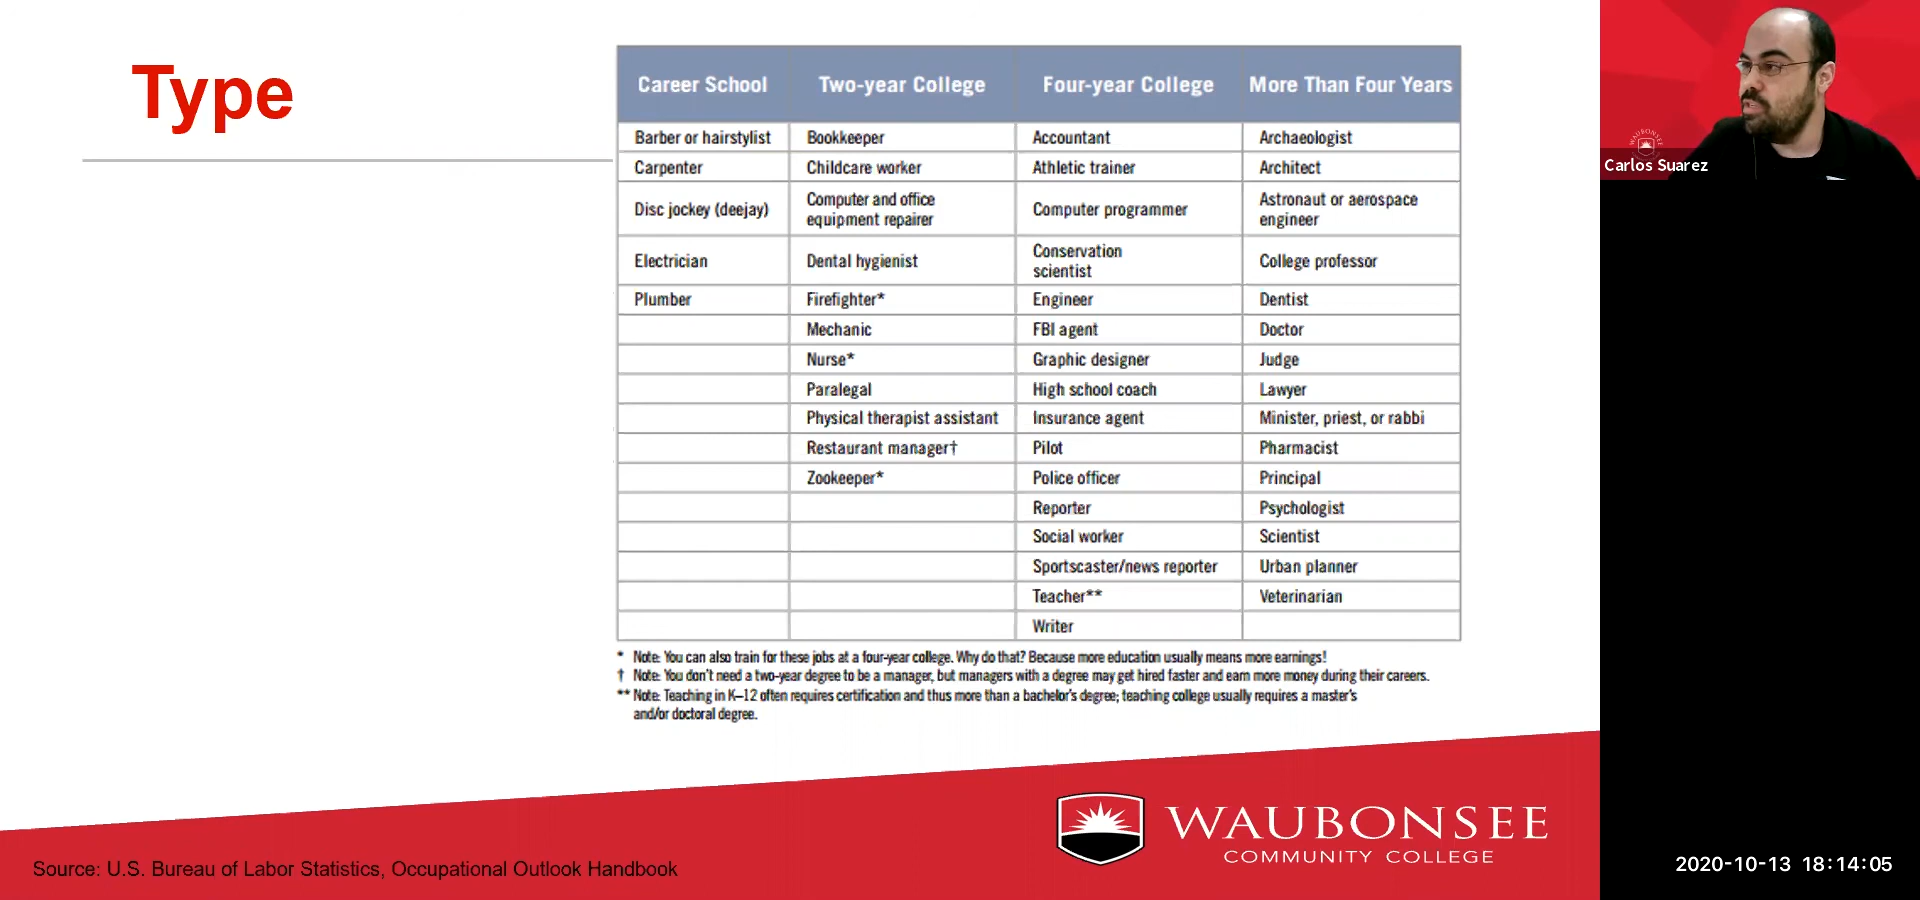 Type
Career School Two-year College Four-year College More Than Four Years
Barber or hairstylist Bookkeeper Accountant Archaeologist
Carpenter Childcare worker Athletic trainer Architect
Disc jockey (deejay) Computer and office equipment repairer Computer programmer Astronaut or aerospace engineer
Electrician Dental hygienist Conservation scientist College professor
Plumber Firefighter* Engineer Dentist
Mechanic FBI agent Doctor
Nurse* Graphic designer Judge
Paralegal High school coach Lawyer
Physical therapist assistant Insurance agent Minister, priest, or rabbi
Restaurant manager† Pilot Pharmacist
Zookeeper* Police officer Principal
Reporter Psychologist
Social worker Scientist
Sportscaster/news reporter Urban planner
Teacher** Veterinarian
Writer
* Note: You can also train for these jobs at a four-year college. Why do that? Because more education usually means more earnings!
† Note: You don't need a two-year degree to be a manager, but managers with a degree may get hired faster and earn more money during their careers.
** Note: Teaching in K–12 often requires certification and thus more than a bachelor's degree; teaching college usually requires a master's
and/or doctoral degree.
WAUBONSEE
COMMUNITY COLLEGE
Source: U.S. Bureau of Labor Statistics, Occupational Outlook Handbook
WAUBONSEE
Carlos Suarez
2020-10-13 18:14:05